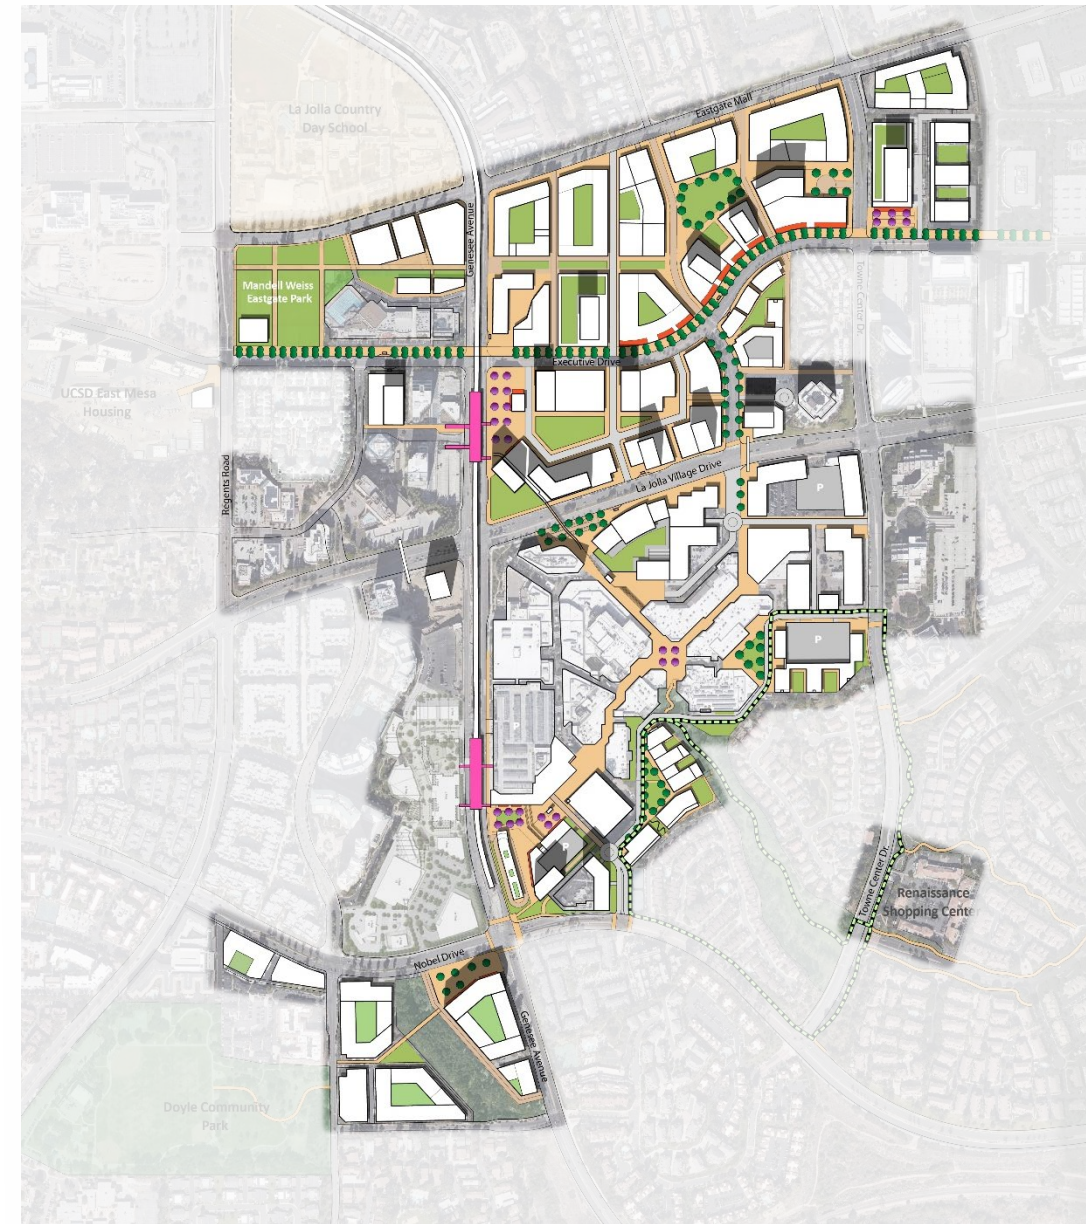 La Jolla Country
Day School
Eastgate Mall
Genesee Avenue
Mandell Weiss
Eastgate Park
Towne Center Dr.
Executive Drive
UCSD East Mesa
Housing
Regents Road
La Jolla Village Drive
P
P
P
P
Towne Center Dr.
Renaissance
Shopping Cente
Nobel Drive
Genesee Avenue
Doyle Community
Park